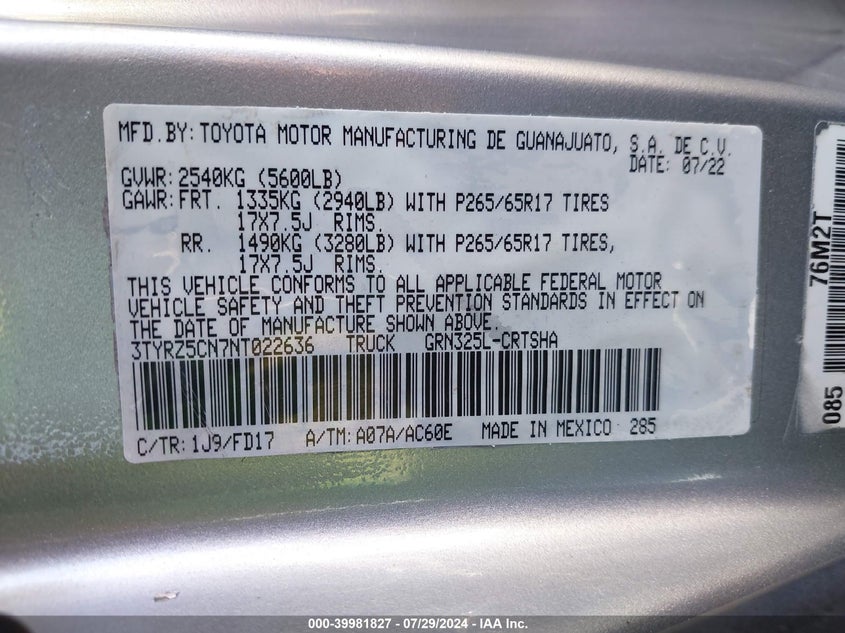 MFD.BY: TOYOTA MOTOR MANUFACTURING DE GUANAJUATO, S.A. DE C.V.
DATE: 07/22
GVWR: 2540KG (5600LB)
GAWR: FRT. 1335KG (2940LB) WITH P265/65R17 TIRES
17X7.5J RIMS.
RR. 1490KG (3280LB) WITH P265/65R17 TIRES,
17X7.5J RIMS.
THIS VEHICLE CONFORMS TO ALL APPLICABLE FEDERAL MOTOR
VEHICLE SAFETY AND THEFT PREVENTION STANDARDS IN EFFECT ON
THE DATE OF MANUFACTURE SHOWN ABOVE.
3TYRZ5CN7NT022636 TRUCK GRN325L-CRTSHA
C/TR: 1J9/FD17 A/TM: A07A/AC60E MADE IN MEXICO 285
76M2T
085
000-39981827 - 07/29/2024 - IAA Inc.